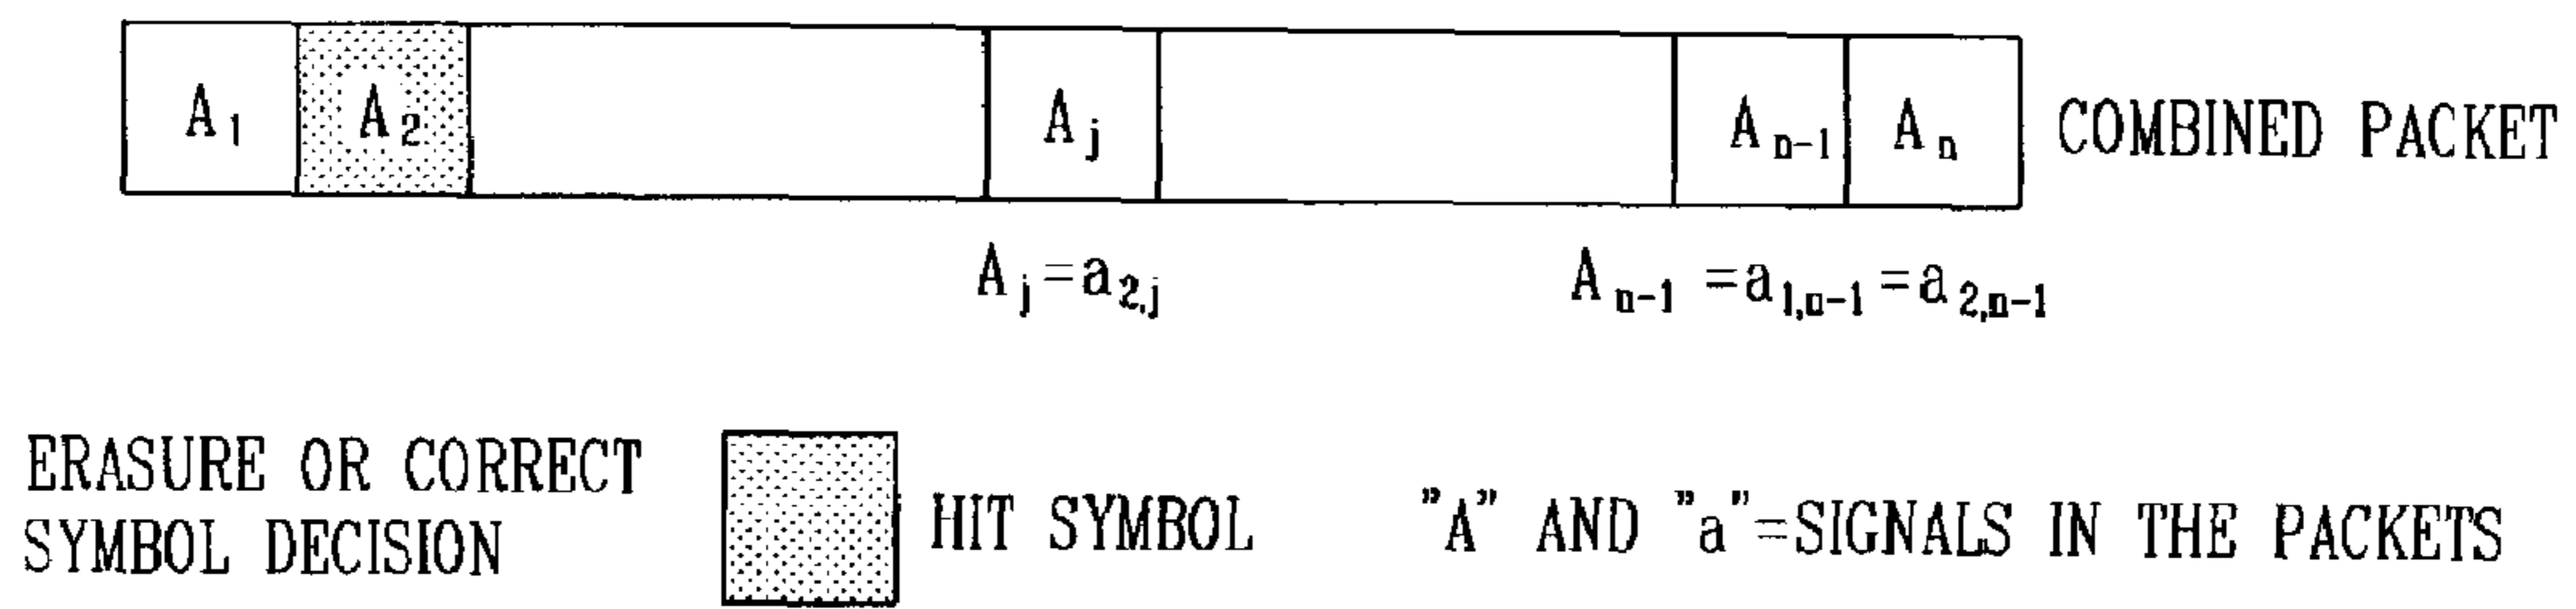 A₁ A₂ Aⱼ Aₙ₋₁ Aₙ COMBINED PACKET
Aⱼ=a₂,ⱼ Aₙ₋₁=a₁,ₙ₋₁=a₂,ₙ₋₁
ERASURE OR CORRECT
SYMBOL DECISION
HIT SYMBOL
"A" AND "a"=SIGNALS IN THE PACKETS